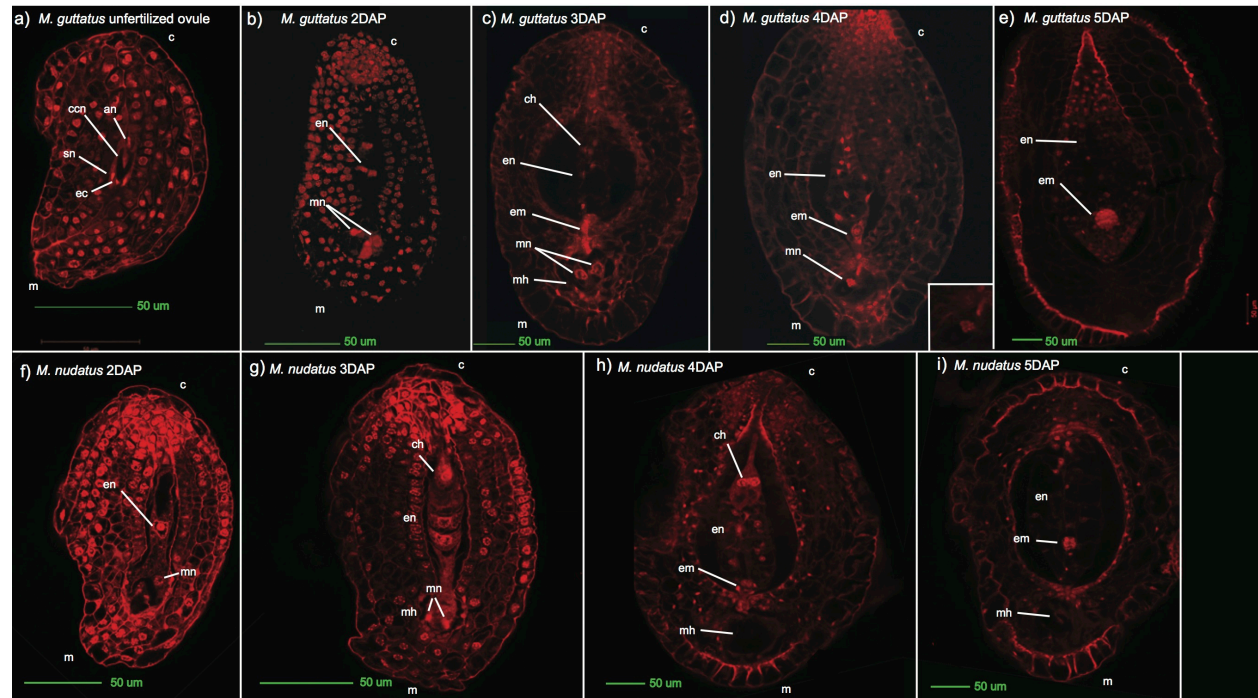 a) M. guttatus unfertilized ovule
c
ccn
an
sn
ec
m
50 um
b) M. guttatus 2DAP
c
en
mn
m
50 um
c) M. guttatus 3DAP
c
ch
en
em
mn
mh
m
50 um
d) M. guttatus 4DAP
c
en
em
mn
m
50 um
e) M. guttatus 5DAP
en
em
50 um
50 µm
f) M. nudatus 2DAP
c
en
mn
m
50 um
g) M. nudatus 3DAP
c
ch
en
mn
mh
m
50 um
h) M. nudatus 4DAP
c
ch
en
em
mh
m
50 um
i) M. nudatus 5DAP
c
en
em
mh
m
50 um